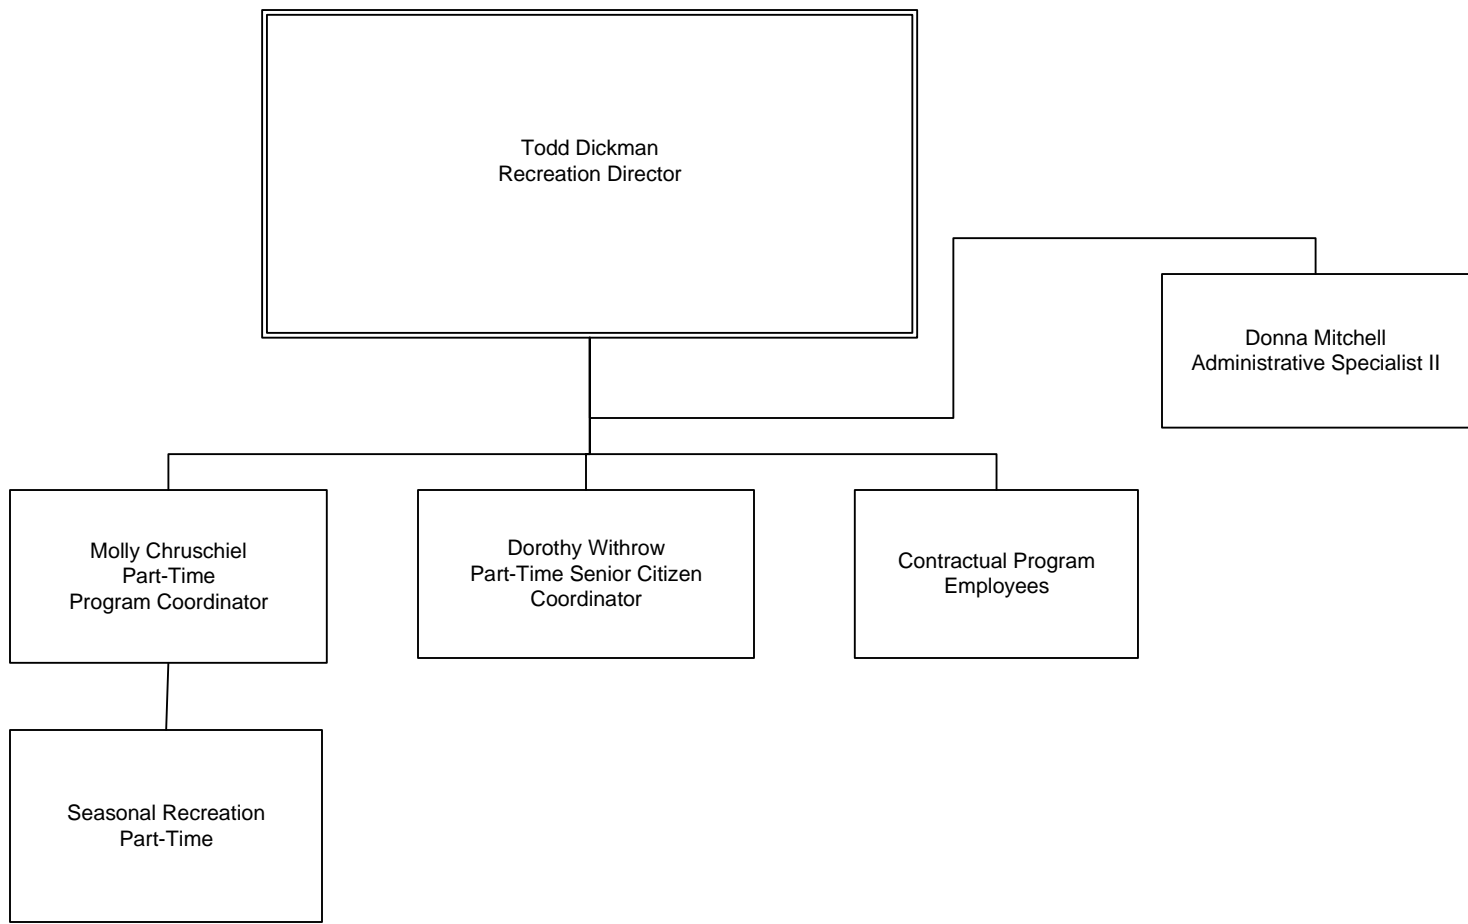 Todd Dickman
Recreation Director
Donna Mitchell
Administrative Specialist II
Molly Chruschiel
Part-Time
Program Coordinator
Dorothy Withrow
Part-Time Senior Citizen
Coordinator
Contractual Program
Employees
Seasonal Recreation
Part-Time